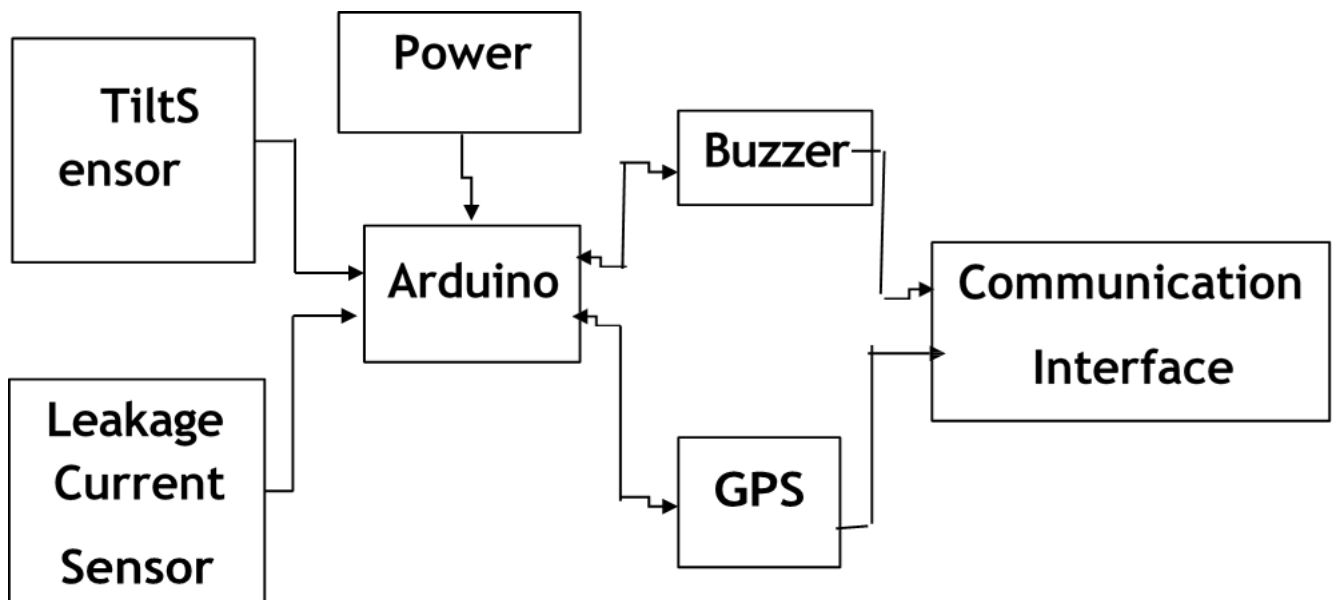 TiltS
ensor
Power
Buzzer
Arduino
Communication
Interface
Leakage
Current
Sensor
GPS